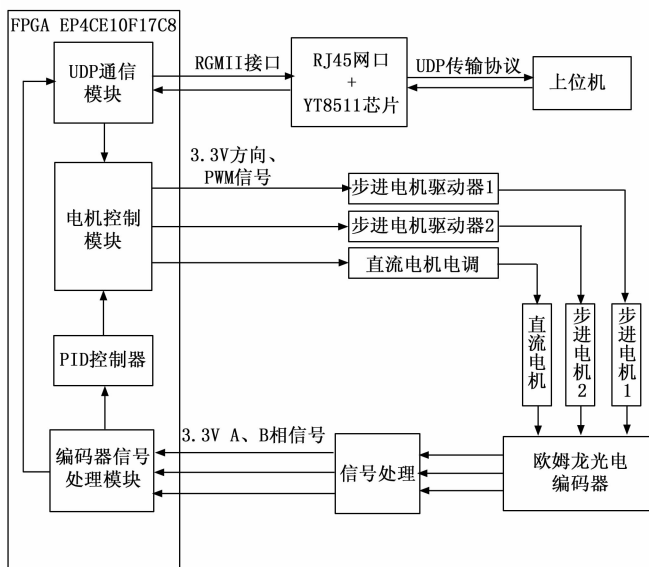 FPGA EP4CE10F17C8
UDP通信
模块
RGMII接口
RJ45网口
+
YT8511芯片
UDP传输协议
上位机
3.3V方向、
PWM信号
电机控制
模块
步进电机驱动器1
步进电机驱动器2
直流电机电调
直流电机
步进电机2
步进电机1
PID控制器
3.3V A、B相信号
编码器信号
处理模块
信号处理
欧姆龙光电
编码器